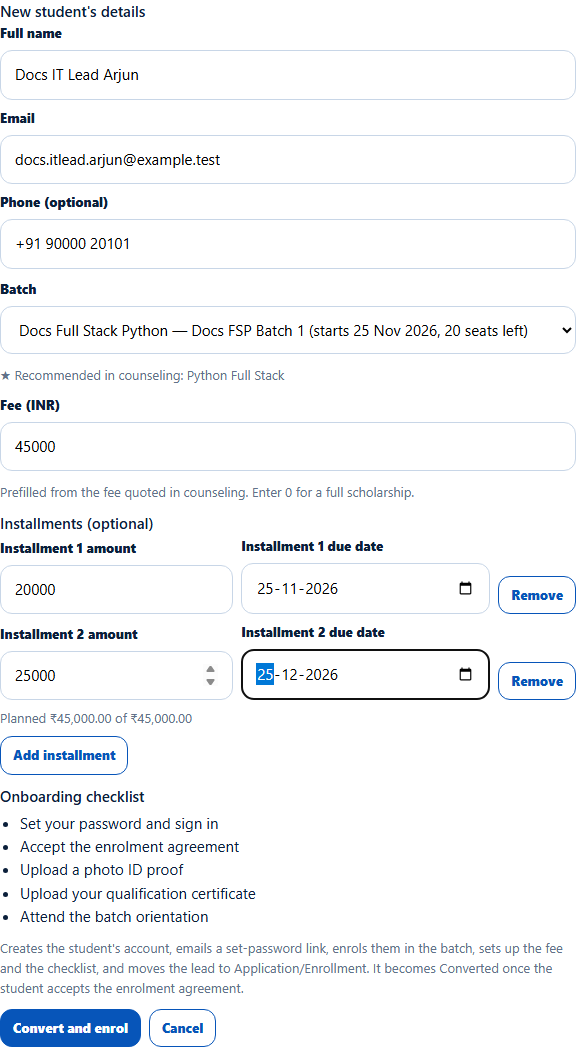 New student's details
Full name
Docs IT Lead Arjun
Email
docs.itlead.arjun@example.test
Phone (optional)
+91 90000 20101
Batch
Docs Full Stack Python — Docs FSP Batch 1 (starts 25 Nov 2026, 20 seats left)
★ Recommended in counseling: Python Full Stack
Fee (INR)
45000
Prefilled from the fee quoted in counseling. Enter 0 for a full scholarship.
Installments (optional)
Installment 1 amount Installment 1 due date
20000 25-11-2026 Remove
Installment 2 amount Installment 2 due date
25000 25-12-2026 Remove
Planned ₹45,000.00 of ₹45,000.00
Add installment
Onboarding checklist
• Set your password and sign in
• Accept the enrolment agreement
• Upload a photo ID proof
• Upload your qualification certificate
• Attend the batch orientation
Creates the student's account, emails a set-password link, enrols them in the batch, sets up the fee
and the checklist, and moves the lead to Application/Enrollment. It becomes Converted once the
student accepts the enrolment agreement.
Convert and enrol Cancel